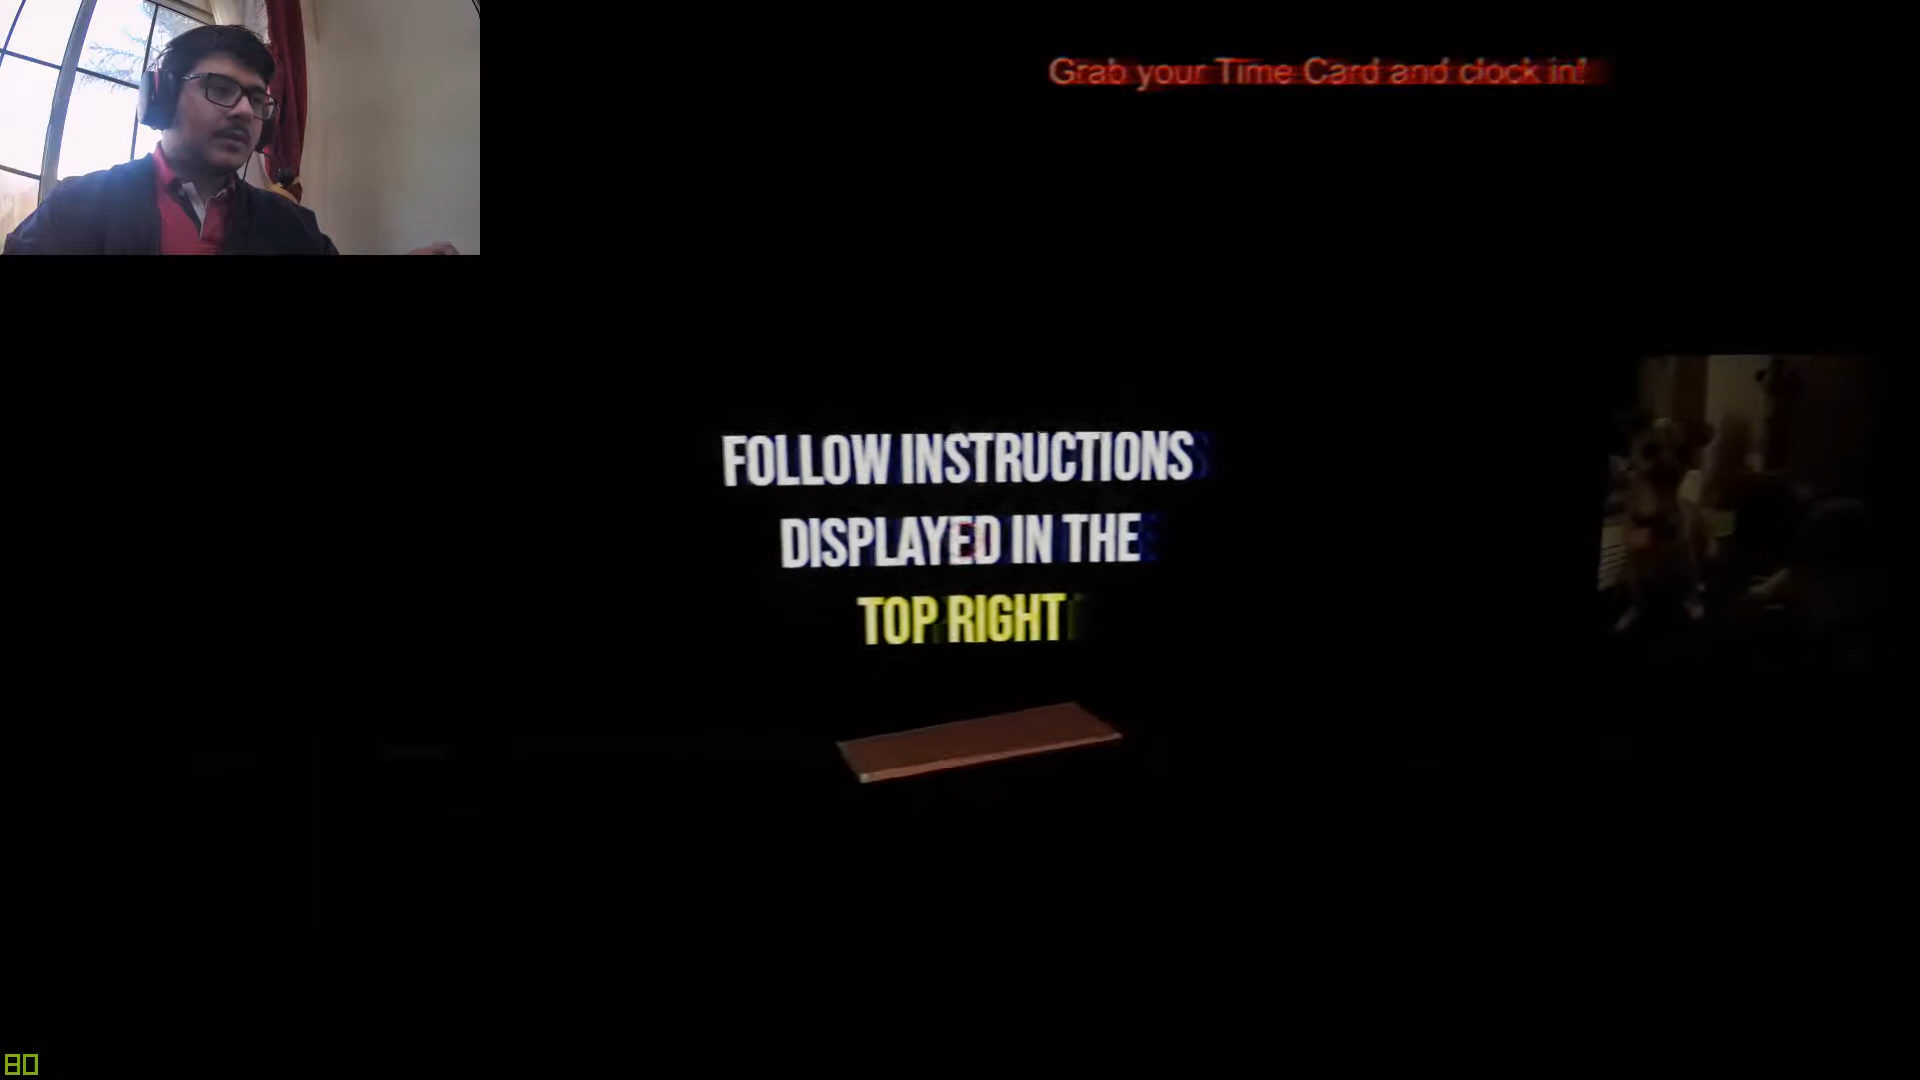 Grab your Time Card and clock in!
FOLLOW INSTRUCTIONS
DISPLAYED IN THE
TOP RIGHT
80